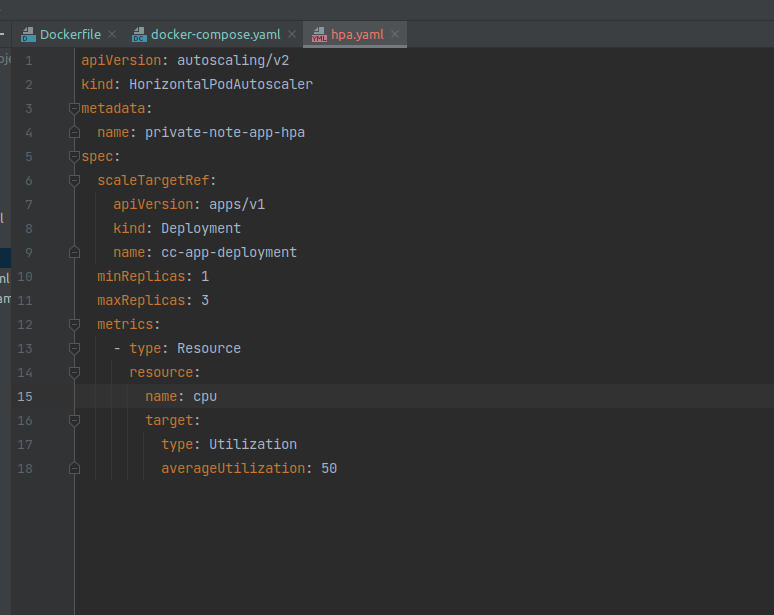 Dockerfile docker-compose.yaml hpa.yaml
1 apiVersion: autoscaling/v2
2 kind: HorizontalPodAutoscaler
3 metadata:
4   name: private-note-app-hpa
5 spec:
6   scaleTargetRef:
7     apiVersion: apps/v1
8     kind: Deployment
9     name: cc-app-deployment
10   minReplicas: 1
11   maxReplicas: 3
12   metrics:
13     - type: Resource
14       resource:
15         name: cpu
16         target:
17           type: Utilization
18           averageUtilization: 50